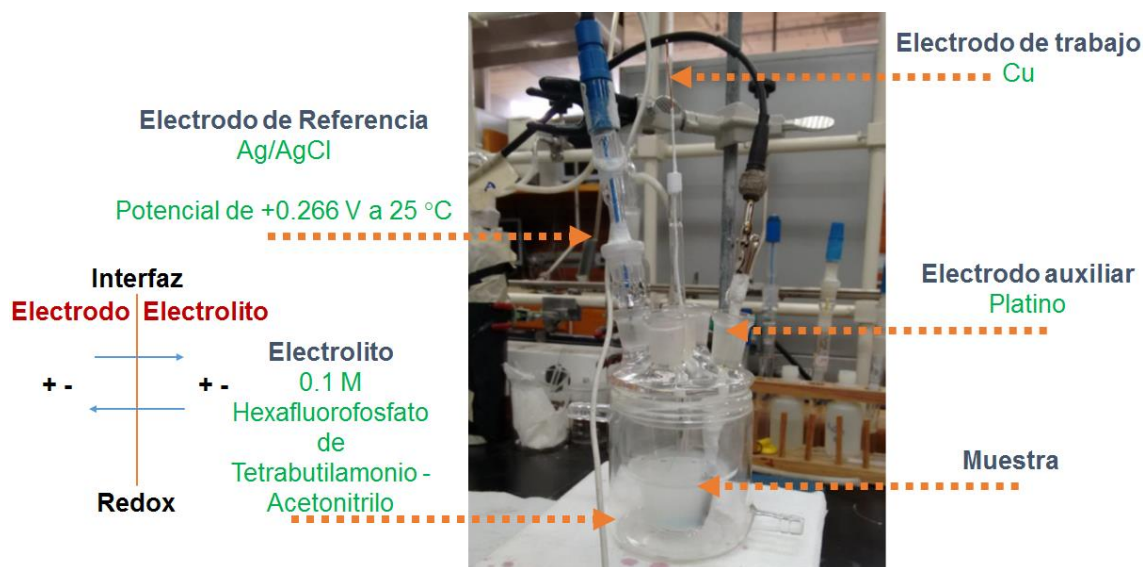 Electrodo de trabajo
Cu
Electrodo de Referencia
Ag/AgCl
Potencial de +0.266 V a 25 °C
Electrodo auxiliar
Platino
Interfaz
Electrodo Electrolito
+ - + -
Redox
Electrolito
0.1 M
Hexafluorofosfato
de
Tetrabutilamonio -
Acetonitrilo
Muestra